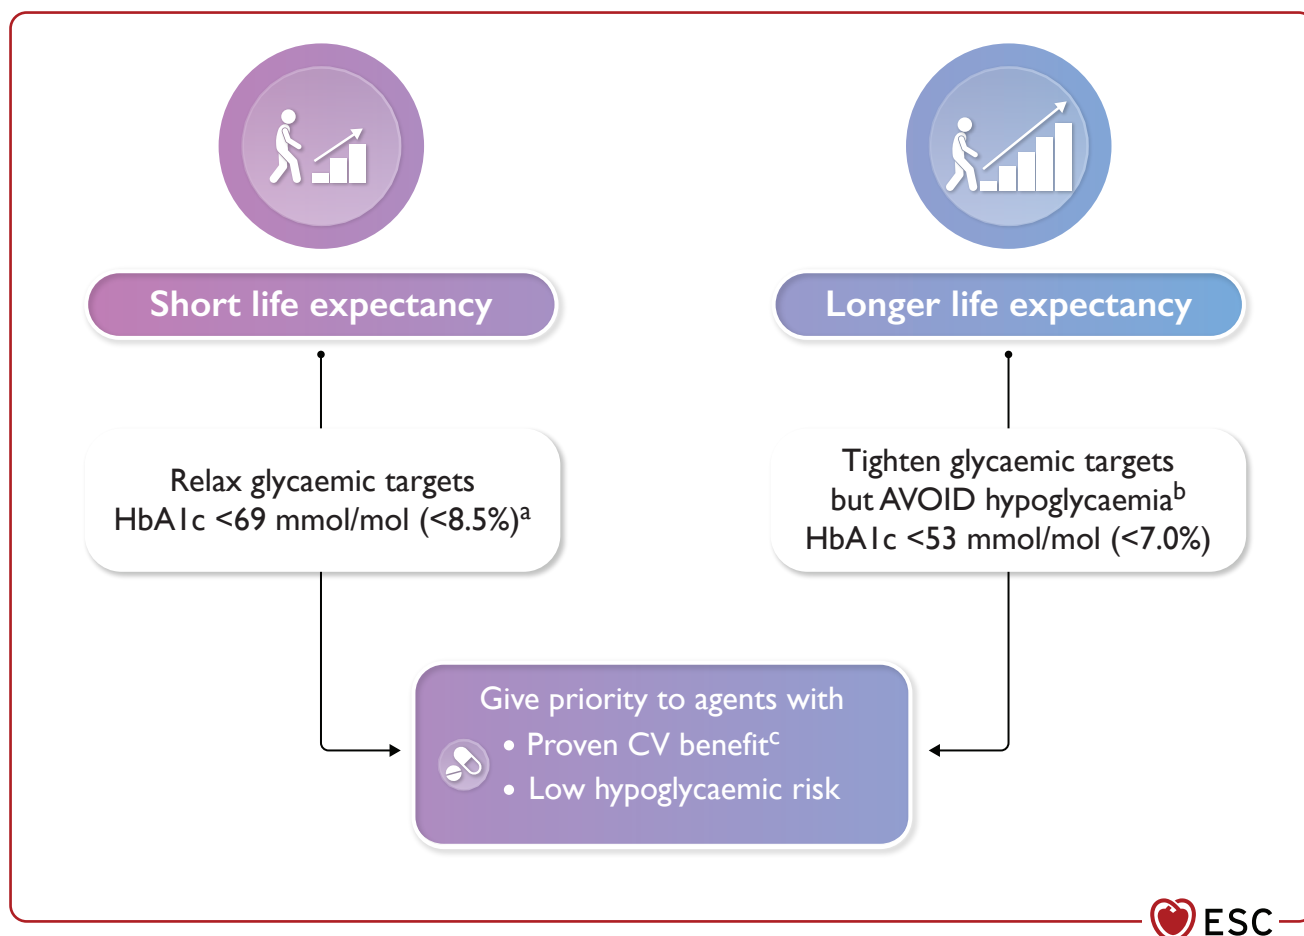 Short life expectancy
Longer life expectancy
Relax glycaemic targets
HbA1c <69 mmol/mol (<8.5%)a
Tighten glycaemic targets
but AVOID hypoglycaemiab
HbA1c <53 mmol/mol (<7.0%)
Give priority to agents with
• Proven CV benefitc
• Low hypoglycaemic risk
ESC